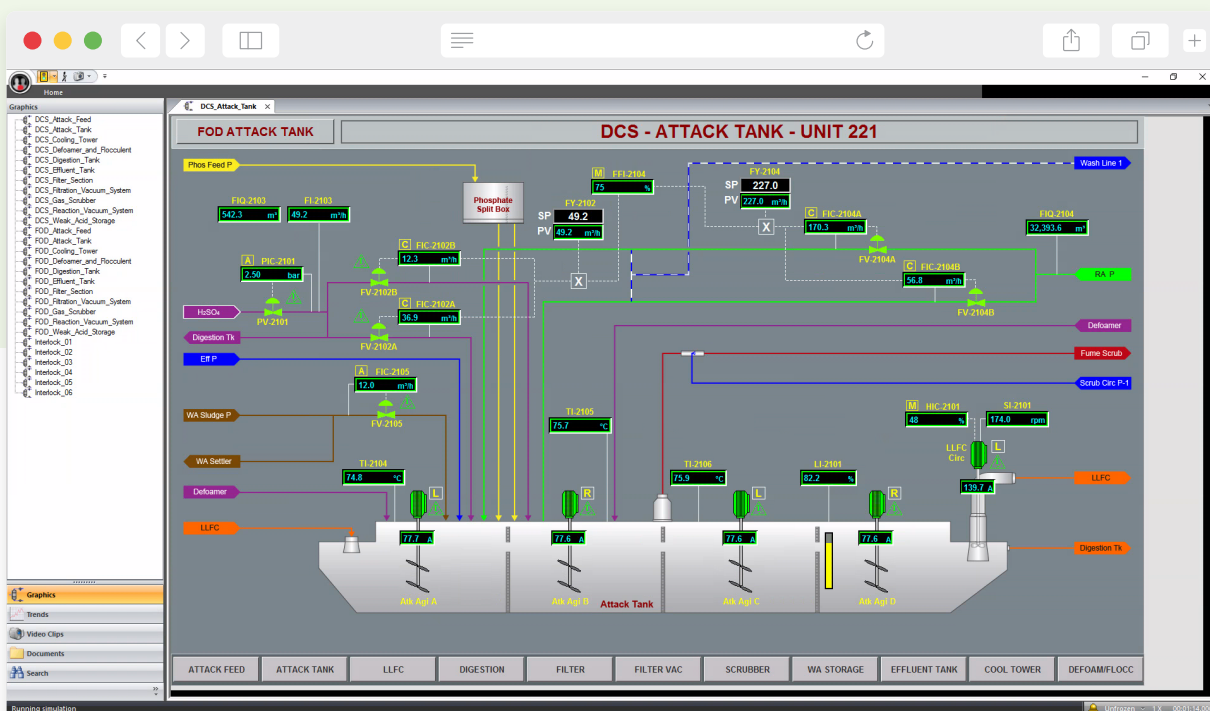 Home
Graphics
DCS_Attack_Feed
DCS_Attack_Tank
DCS_Cooling_Tower
DCS_Defoamer_and_Flocculent
DCS_Digestion_Tank
DCS_Effluent_Tank
DCS_Filter_Section
DCS_Filtration_Vacuum_System
DCS_Gas_Scrubber
DCS_Reaction_Vacuum_System
DCS_Weak_Acid_Storage
FOD_Attack_Feed
FOD_Attack_Tank
FOD_Cooling_Tower
FOD_Defoamer_and_Flocculent
FOD_Digestion_Tank
FOD_Effluent_Tank
FOD_Filter_Section
FOD_Filtration_Vacuum_System
FOD_Gas_Scrubber
FOD_Reaction_Vacuum_System
FOD_Weak_Acid_Storage
Interlock_01
Interlock_02
Interlock_03
Interlock_04
Interlock_05
Interlock_06
Graphics
Trends
Video Clips
Documents
Search
Running simulation
DCS_Attack_Tank
FOD ATTACK TANK
DCS - ATTACK TANK - UNIT 221
Phos Feed P
Wash Line 1
Phosphate
Split Box
M FFI-2104
75 %
FY-2104
SP 227.0
PV 227.0 m³/h
X
FIQ-2103
542.3 m³
FI-2103
49.2 m³/h
FY-2102
SP 49.2
PV 49.2 m³/h
X
C FIC-2104A
170.3 m³/h
FV-2104A
FIQ-2104
32,393.6 m³
A PIC-2101
2.50 bar
PV-2101
C FIC-2102B
12.3 m³/h
FV-2102B
C FIC-2104B
56.8 m³/h
FV-2104B
RA P
H₂SO₄
C FIC-2102A
36.9 m³/h
FV-2102A
Digestion Tk
Defoamer
Eff P
Fume Scrub
A FIC-2105
12.0 m³/h
FV-2105
Scrub Circ P-1
WA Sludge P
TI-2105
75.7 °C
M HIC-2101
48 %
SI-2101
174.0 rpm
LLFC
Circ
L
139.7 A
WA Settler
TI-2104
74.8 °C
TI-2106
75.9 °C
LI-2101
82.2 %
LLFC
Defoamer
L
R
L
R
LLFC
77.7 A
77.6 A
77.6 A
77.6 A
Digestion Tk
Atk Agi A
Atk Agi B
Attack Tank
Atk Agi C
Atk Agi D
ATTACK FEED
ATTACK TANK
LLFC
DIGESTION
FILTER
FILTER VAC
SCRUBBER
WA STORAGE
EFFLUENT TANK
COOL TOWER
DEFOAM/FLOCC
Unfrozen - 1 X